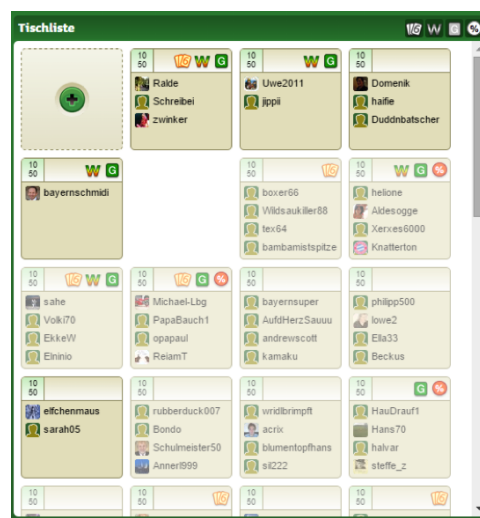 Tischliste
W G %
10
50
W G
Ralde
Schreibei
zwinker
10
50
W G
Uwe2011
jippii
10
50
Domenik
haifie
Duddnbatscher
10
50
W G
bayernschmidi
10
50
boxer66
Wildsaukiller88
tex64
bambamistspitze
10
50
W G %
helione
Aldesogge
Xerxes6000
Knatterton
10
50
W G
sahe
Volki70
EkkeW
Elninio
10
50
G %
Michael-Lbg
PapaBauch1
opapaul
ReiamT
10
50
bayernsuper
AufdHerzSauuu
andrewscott
kamaku
10
50
philipp500
lowe2
Ella33
Beckus
10
50
elfchenmaus
sarah05
10
50
rubberduck007
Bondo
Schulmeister50
Annerl999
10
50
wridlbrimpft
acrix
blumentopfhans
sil222
10
50
G %
HauDrauf1
Hans70
halvar
steffe_z
10
50
10
50
10
50
10
50